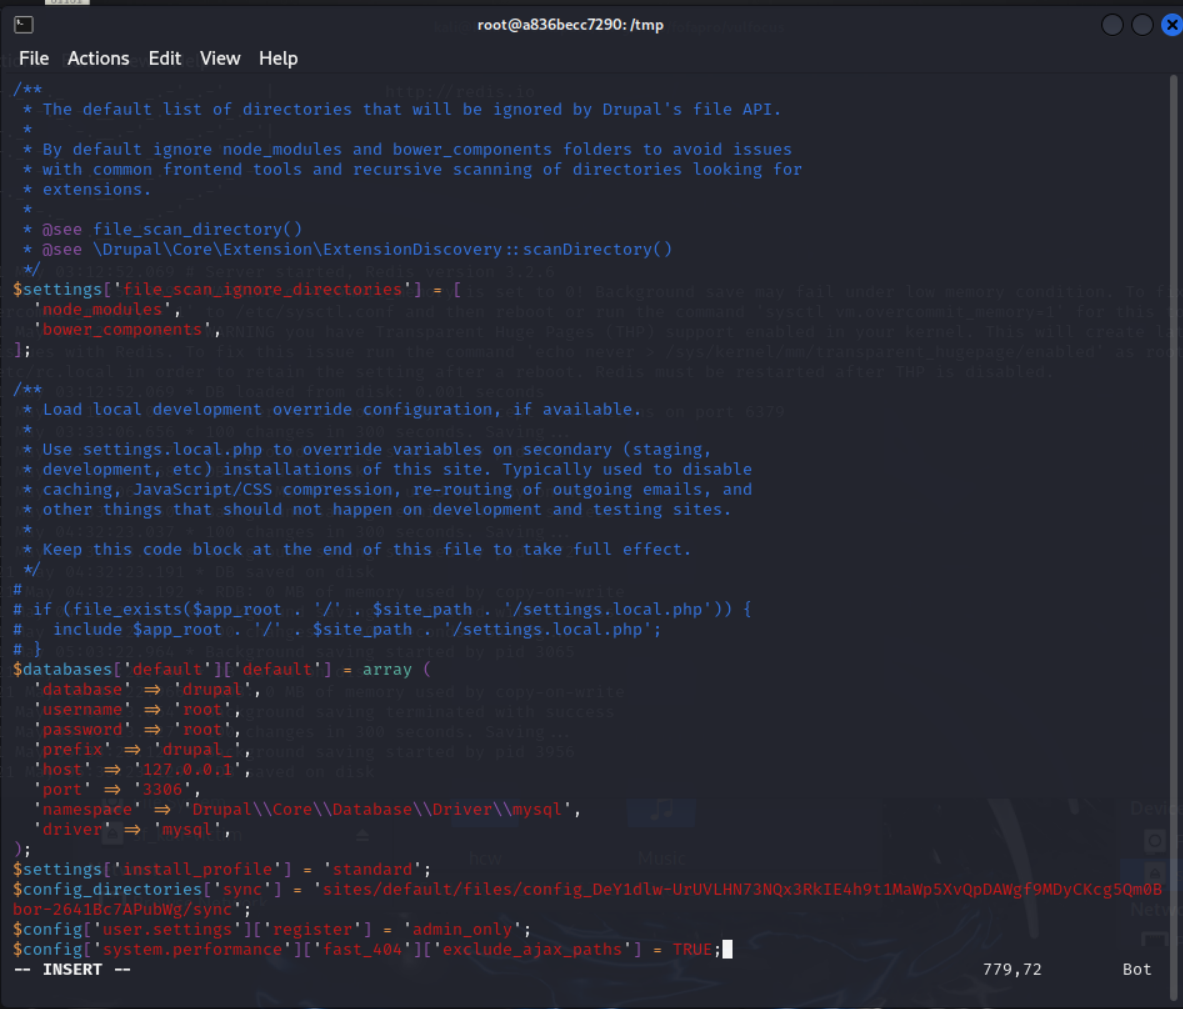 root@a836becc7290: /tmp
File Actions Edit View Help
/**
 * The default list of directories that will be ignored by Drupal's file API.
 *
 * By default ignore node_modules and bower_components folders to avoid issues
 * with common frontend tools and recursive scanning of directories looking for
 * extensions.
 *
 * @see file_scan_directory()
 * @see \Drupal\Core\Extension\ExtensionDiscovery::scanDirectory()
 */
$settings['file_scan_ignore_directories'] = [
  'node_modules',
  'bower_components',
];

/**
 * Load local development override configuration, if available.
 *
 * Use settings.local.php to override variables on secondary (staging,
 * development, etc) installations of this site. Typically used to disable
 * caching, JavaScript/CSS compression, re-routing of outgoing emails, and
 * other things that should not happen on development and testing sites.
 *
 * Keep this code block at the end of this file to take full effect.
 */
#
# if (file_exists($app_root . '/' . $site_path . '/settings.local.php')) {
#   include $app_root . '/' . $site_path . '/settings.local.php';
# }
$databases['default']['default'] = array (
  'database' => 'drupal',
  'username' => 'root',
  'password' => 'root',
  'prefix' => 'drupal_',
  'host' => '127.0.0.1',
  'port' => '3306',
  'namespace' => 'Drupal\\Core\\Database\\Driver\\mysql',
  'driver' => 'mysql',
);
$settings['install_profile'] = 'standard';
$config_directories['sync'] = 'sites/default/files/config_DeY1dlw-UrUVLHN73NQx3RkIE4h9t1MaWp5XvQpDAWgf9MDyCKcg5Qm0B
bor-2641Bc7APubWg/sync';
$config['user.settings']['register'] = 'admin_only';
$config['system.performance']['fast_404']['exclude_ajax_paths'] = TRUE;
-- INSERT -- 779,72 Bot